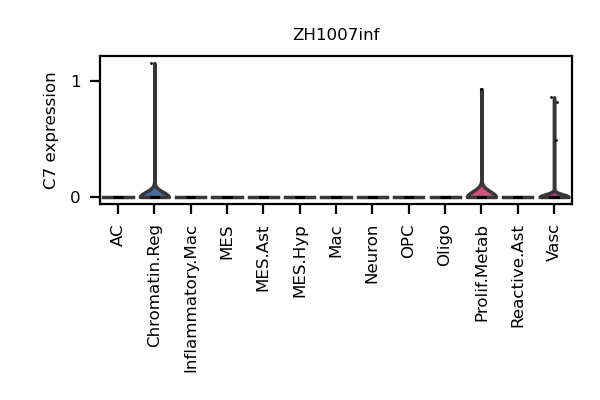 ZH1007inf
C7 expression
1
0
AC
Chromatin.Reg
Inflammatory.Mac
MES
MES.Ast
MES.Hyp
Mac
Neuron
OPC
Oligo
Prolif.Metab
Reactive.Ast
Vasc